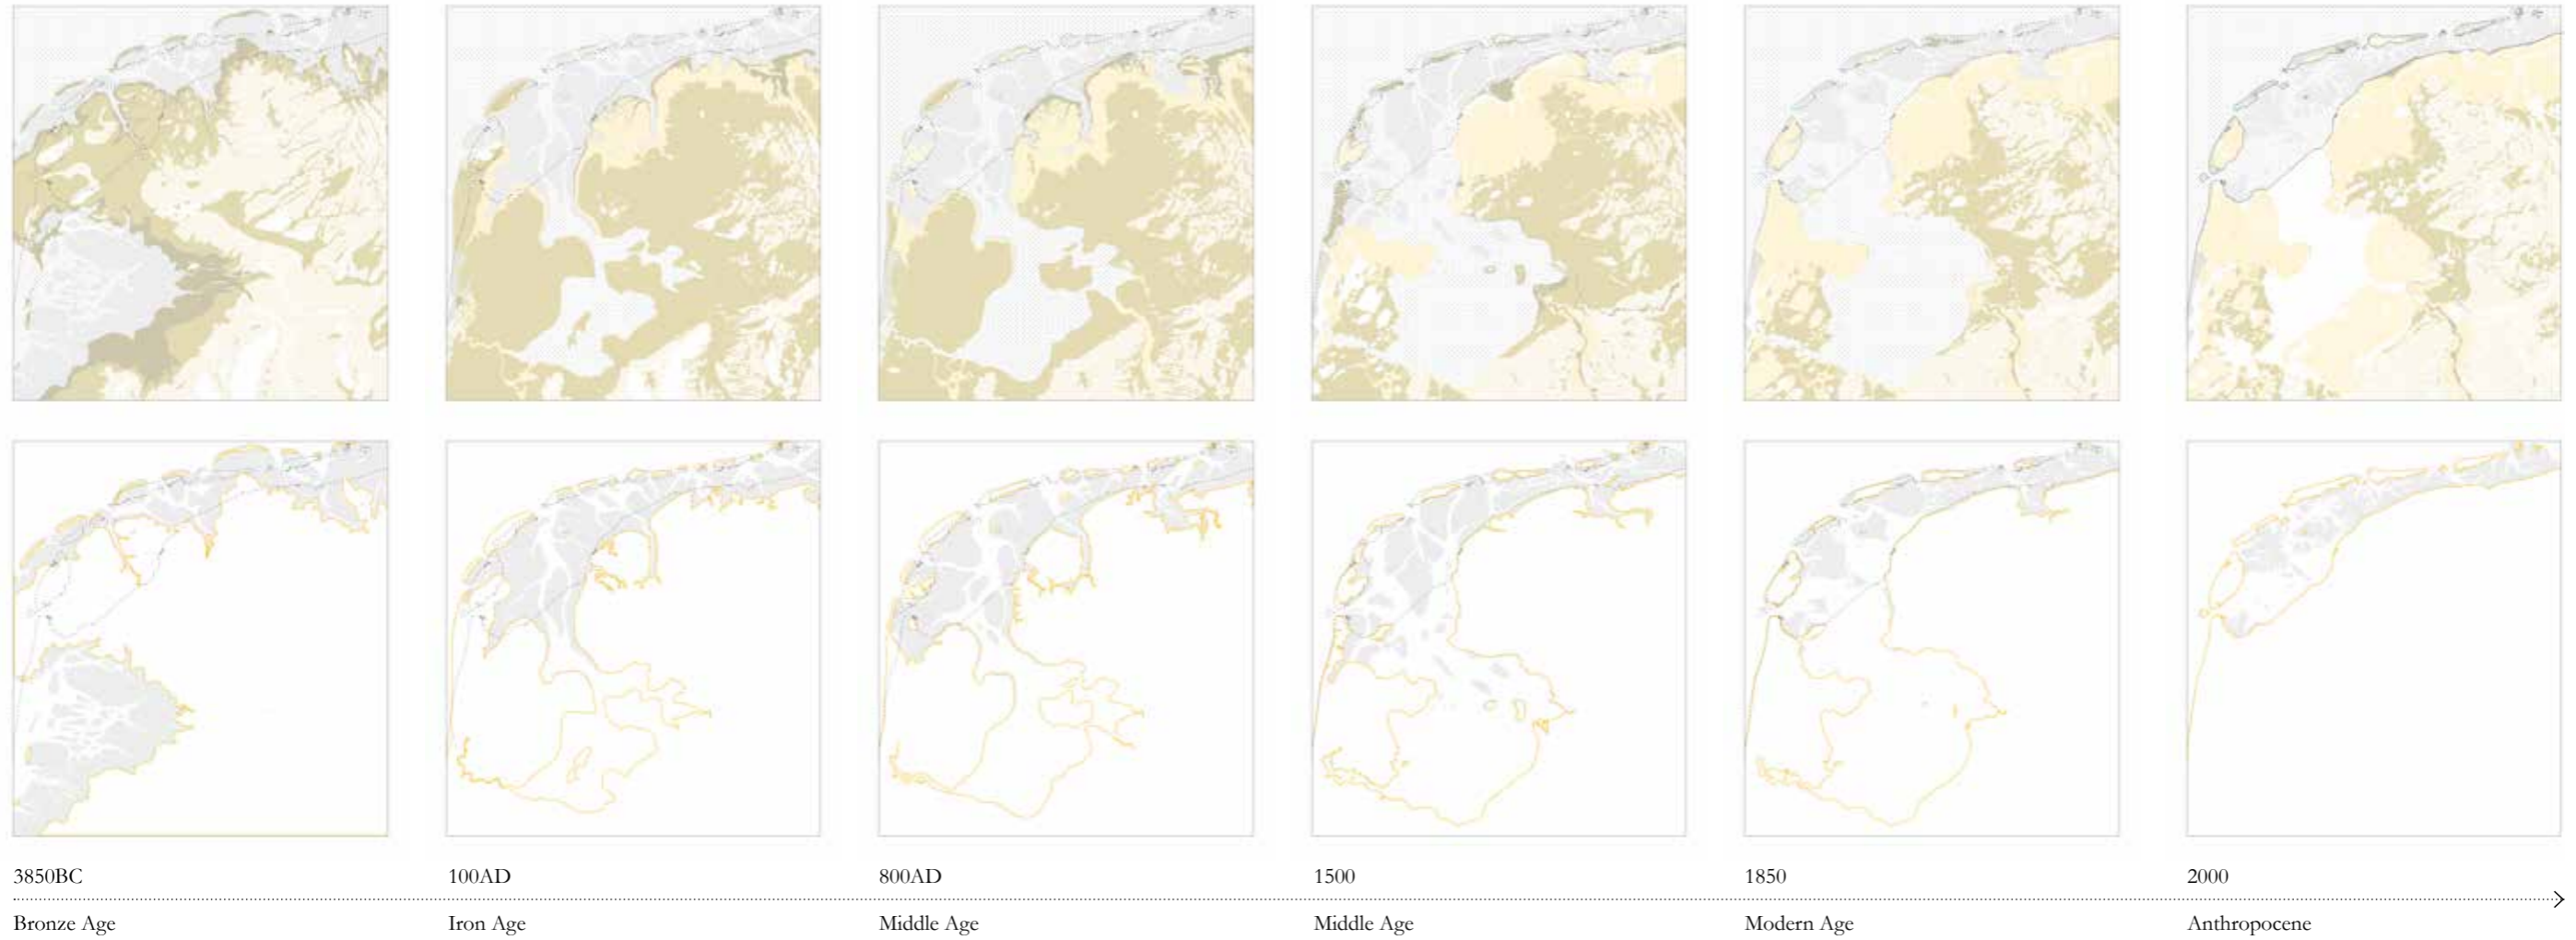 3850BC
100AD
800AD
1500
1850
2000
Bronze Age
Iron Age
Middle Age
Middle Age
Modern Age
Anthropocene